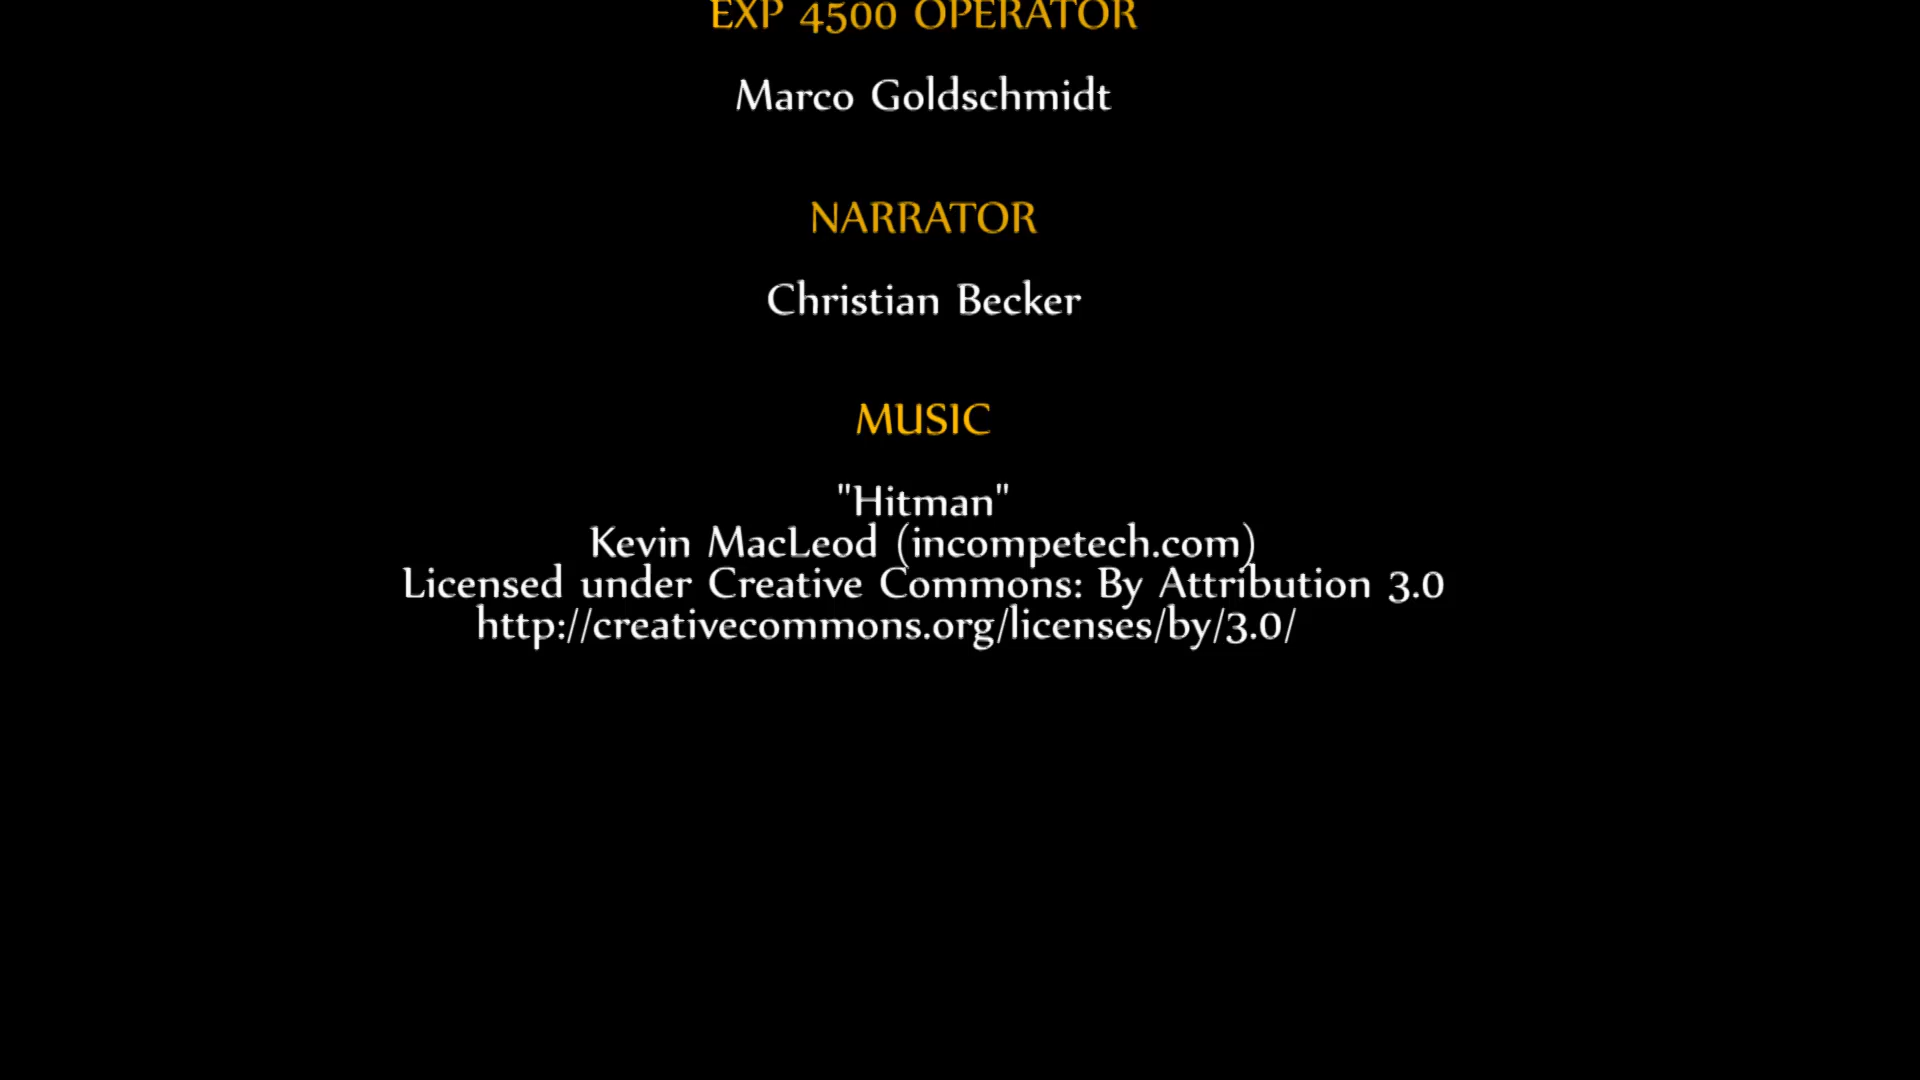 EXP 4500 OPERATOR
Marco Goldschmidt
NARRATOR
Christian Becker
MUSIC
"Hitman"
Kevin MacLeod (incompetech.com)
Licensed under Creative Commons: By Attribution 3.0
http://creativecommons.org/licenses/by/3.0/